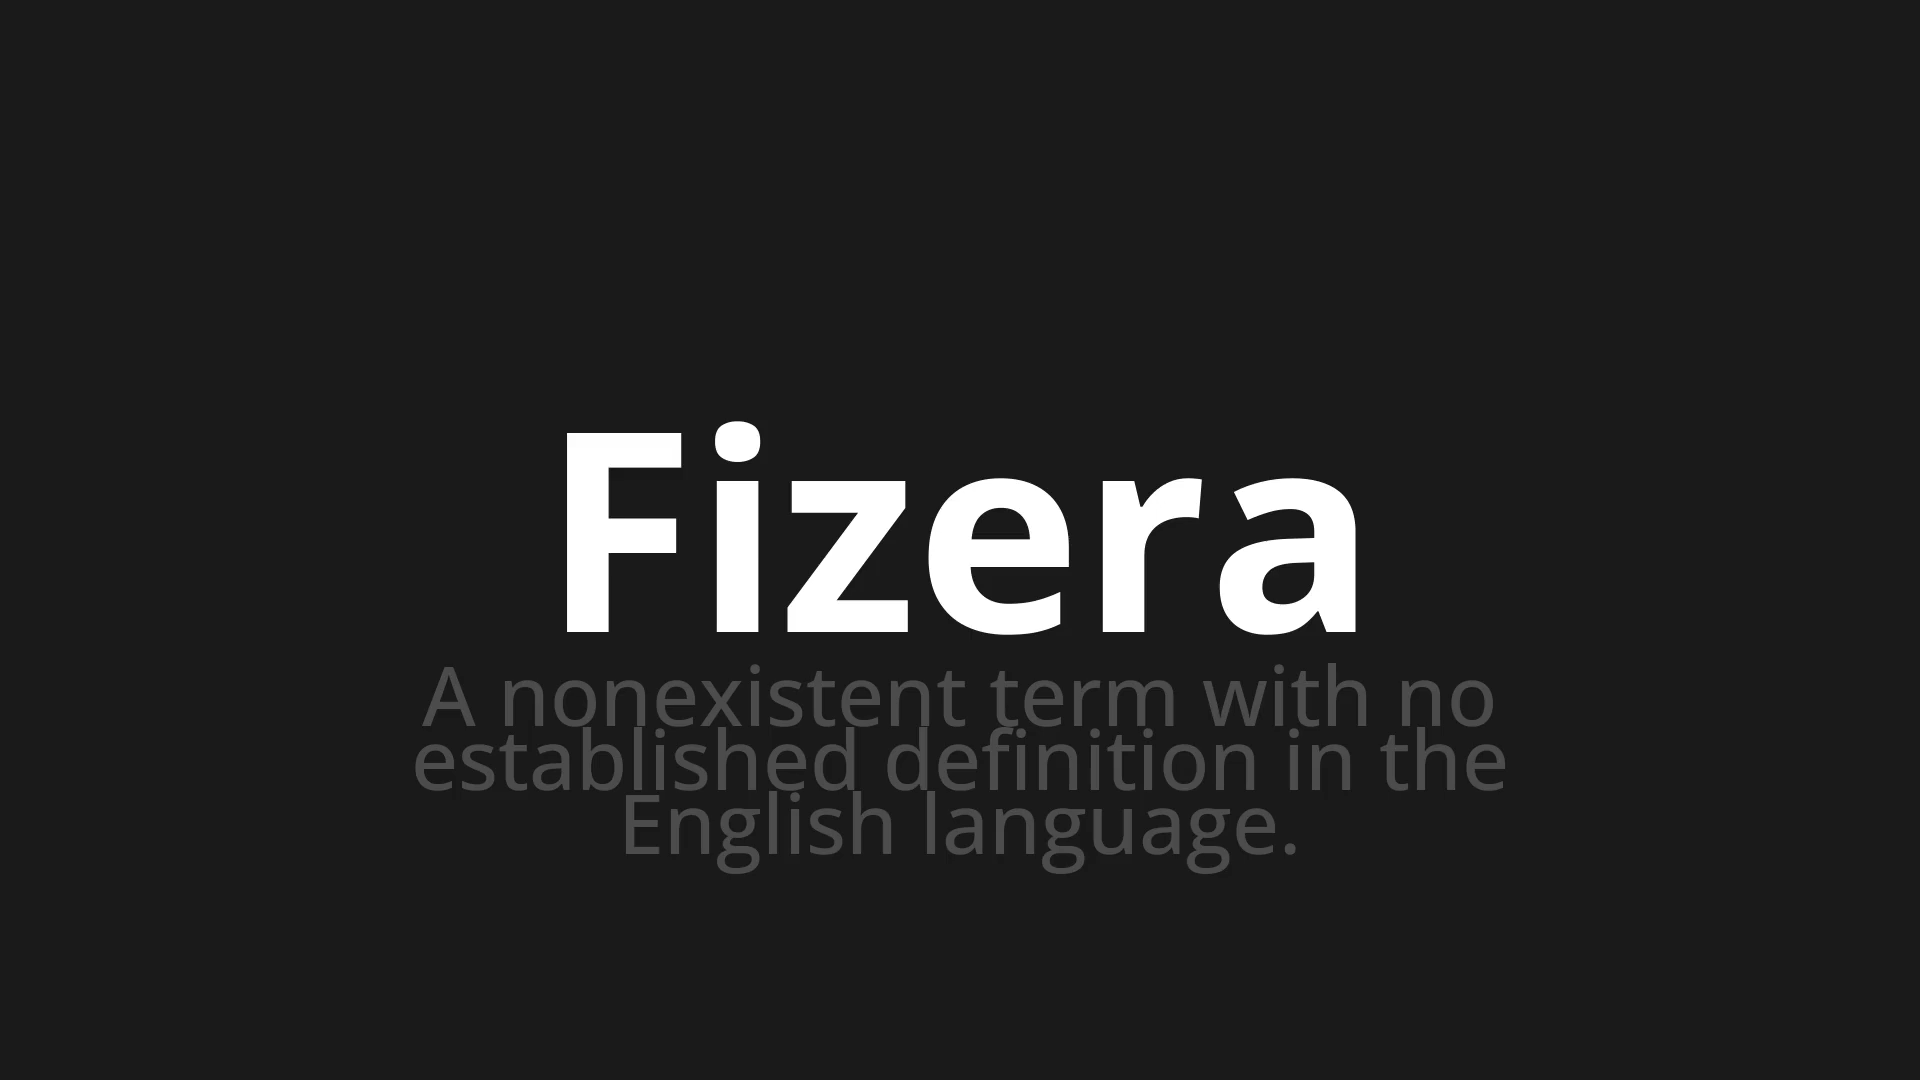 Fizera
A nonexistent term with no
established definition in the
English language.